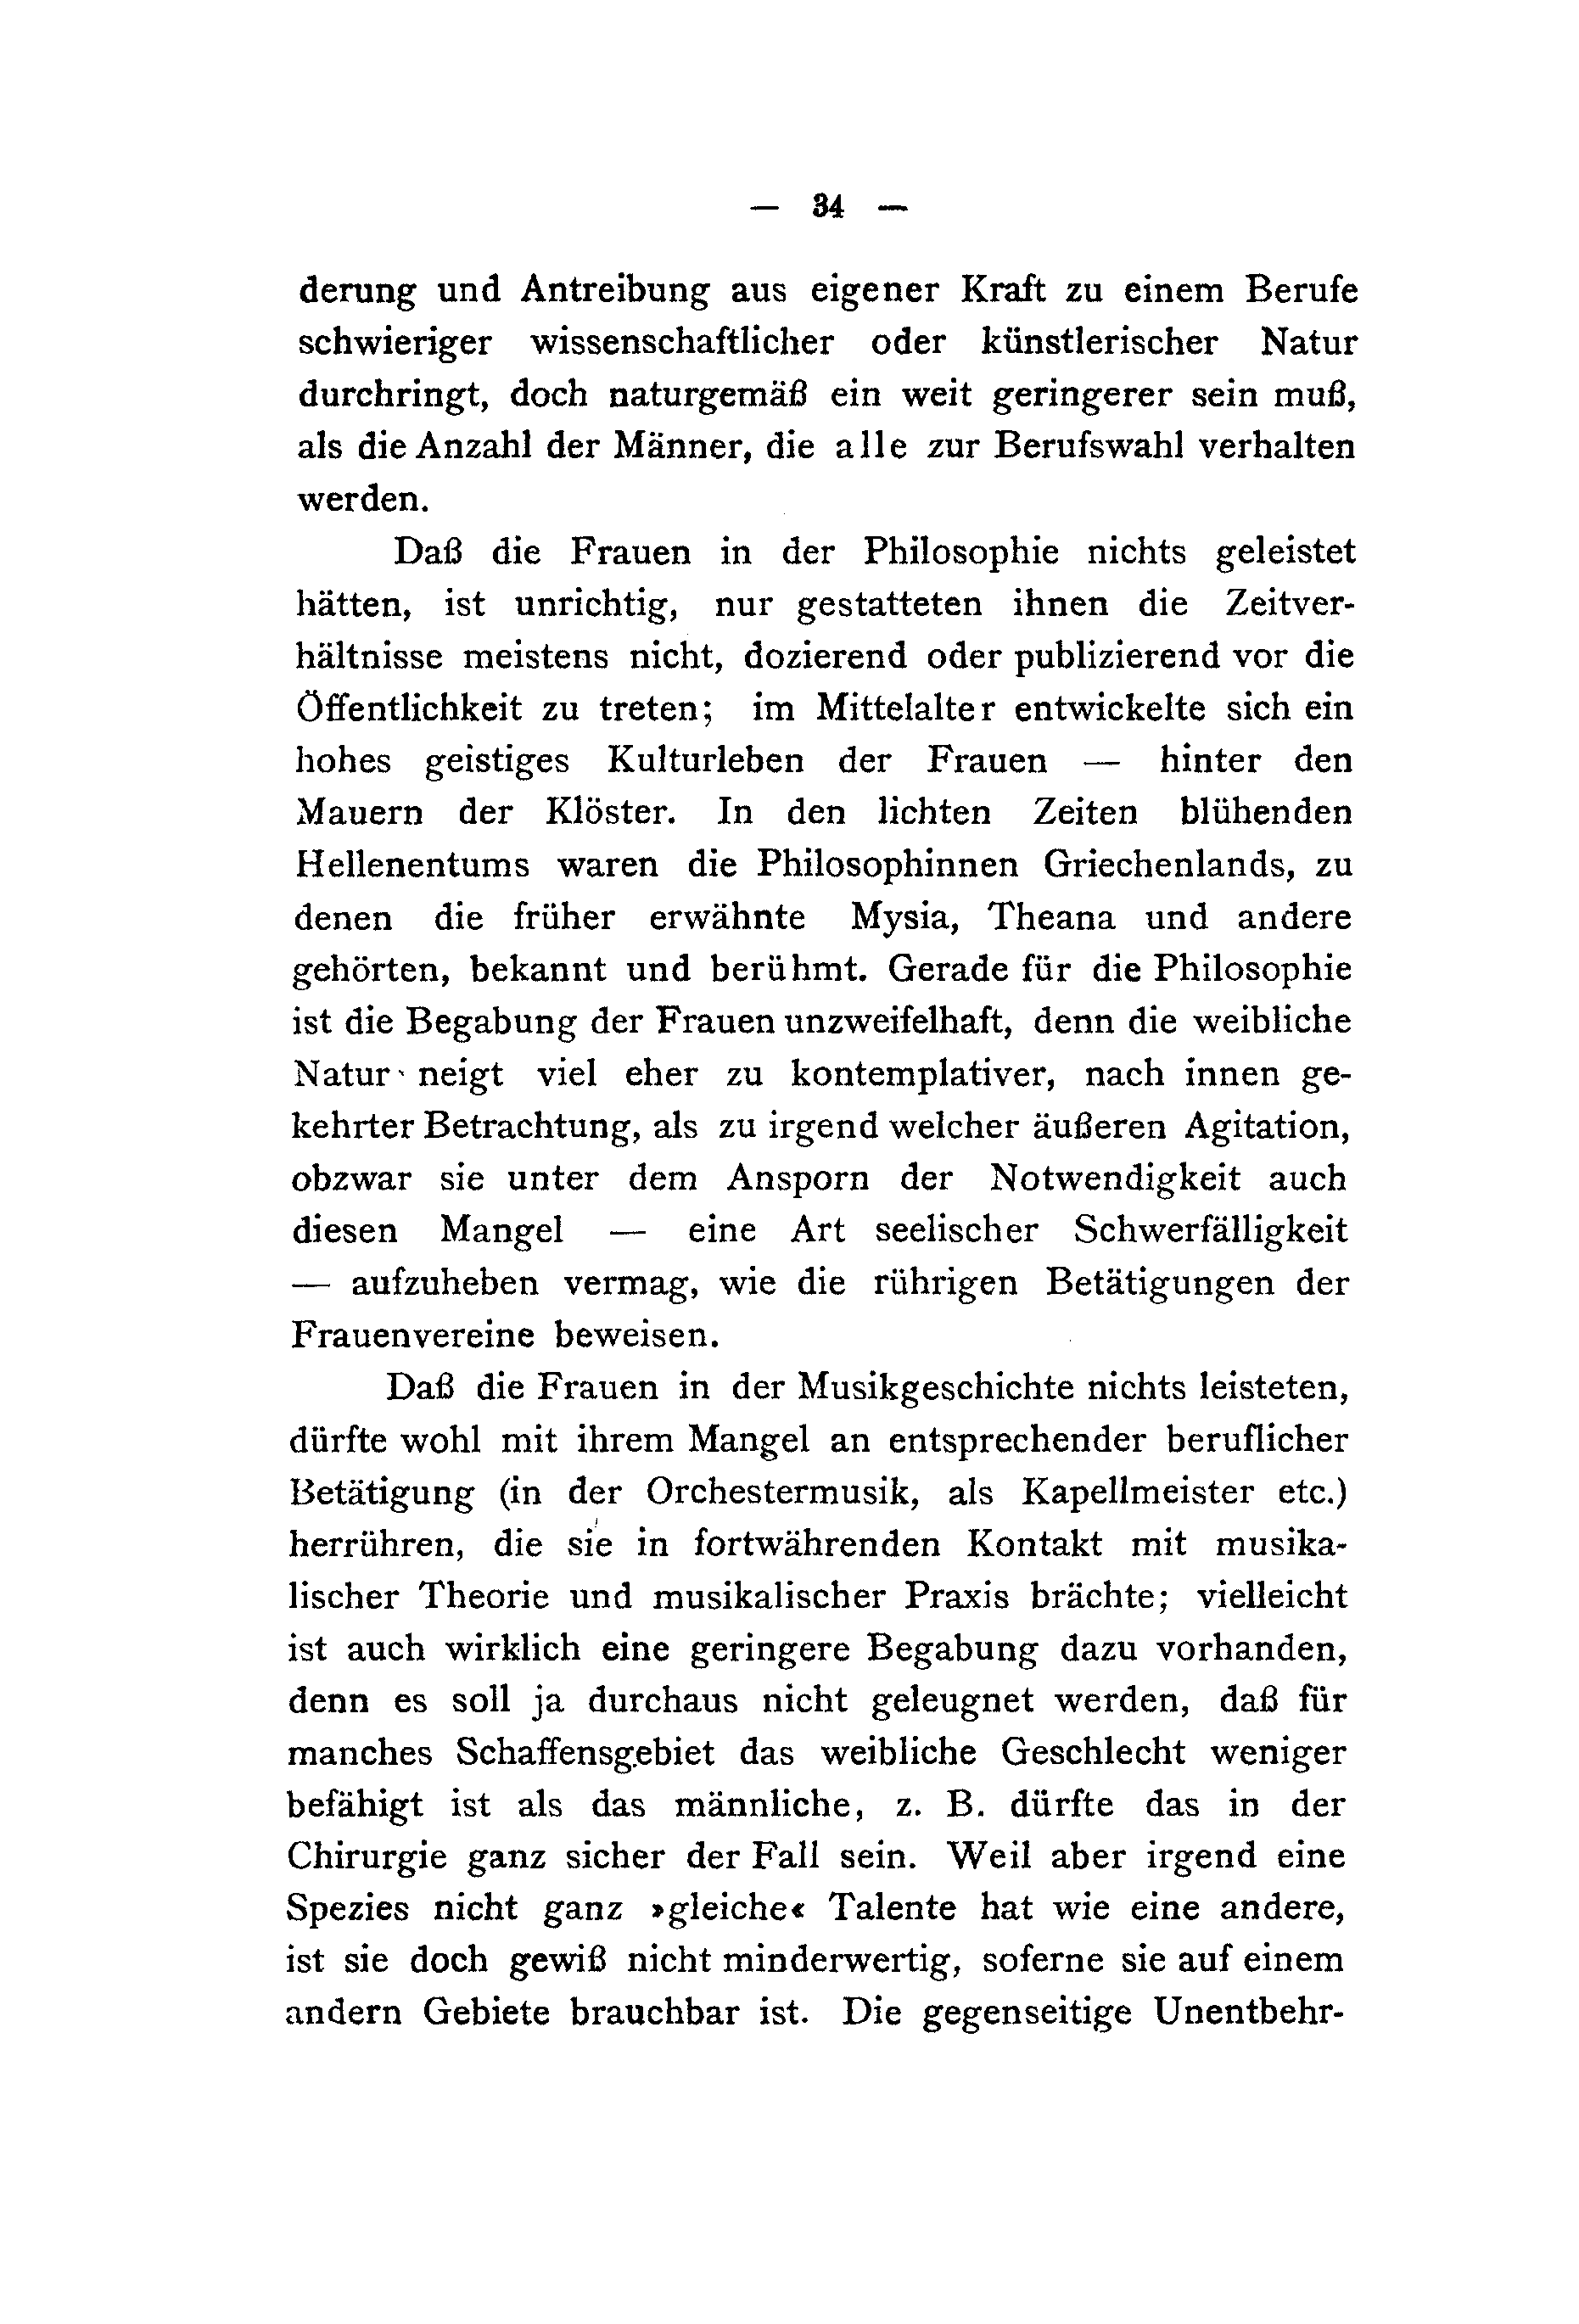 — 34 —
derung und Antreibung aus eigener Kraft zu einem Berufe
schwieriger wissenschaftlicher oder künstlerischer Natur
durchringt, doch naturgemäß ein weit geringerer sein muß,
als die Anzahl der Männer, die alle zur Berufswahl verhalten
werden.
Daß die Frauen in der Philosophie nichts geleistet
hätten, ist unrichtig, nur gestatteten ihnen die Zeitver-
hältnisse meistens nicht, dozierend oder publizierend vor die
Öffentlichkeit zu treten; im Mittelalter entwickelte sich ein
hohes geistiges Kulturleben der Frauen — hinter den
Mauern der Klöster. In den lichten Zeiten blühenden
Hellenentums waren die Philosophinnen Griechenlands, zu
denen die früher erwähnte Mysia, Theana und andere
gehörten, bekannt und berühmt. Gerade für die Philosophie
ist die Begabung der Frauen unzweifelhaft, denn die weibliche
Natur neigt viel eher zu kontemplativer, nach innen ge-
kehrter Betrachtung, als zu irgend welcher äußeren Agitation,
obzwar sie unter dem Ansporn der Notwendigkeit auch
diesen Mangel — eine Art seelischer Schwerfälligkeit
— aufzuheben vermag, wie die rührigen Betätigungen der
Frauenvereine beweisen.
Daß die Frauen in der Musikgeschichte nichts leisteten,
dürfte wohl mit ihrem Mangel an entsprechender beruflicher
Betätigung (in der Orchestermusik, als Kapellmeister etc.)
herrühren, die sie in fortwährenden Kontakt mit musika-
lischer Theorie und musikalischer Praxis brächte; vielleicht
ist auch wirklich eine geringere Begabung dazu vorhanden,
denn es soll ja durchaus nicht geleugnet werden, daß für
manches Schaffensgebiet das weibliche Geschlecht weniger
befähigt ist als das männliche, z. B. dürfte das in der
Chirurgie ganz sicher der Fall sein. Weil aber irgend eine
Spezies nicht ganz »gleiche« Talente hat wie eine andere,
ist sie doch gewiß nicht minderwertig, soferne sie auf einem
andern Gebiete brauchbar ist. Die gegenseitige Unentbehr-